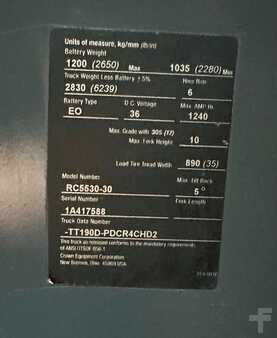 Units of measure, kg/mm (lb/in)
Battery Weight
1200 (2650) Max 1035 (2280) Min
Truck Weight Less Battery ±5% Hour Rate
2830 (6239) 6
Battery Type D.C. Voltage Max AMP Hr.
EO 36 1240
Max. Grade with 305 (12)
Max. Fork Height 10 %
Load Tire Tread Width 890 (35)
Model Number Max. Tilt Back
RC5530-30 5°
Serial Number Fork Length
1A417588
Truck Data Number
-TT190D-PDCR4CHD2
This truck as released conforms to the mandatory requirements
of ANSI/ITSDF B56.1
Crown Equipment Corporation
New Bremen, Ohio 45869 USA